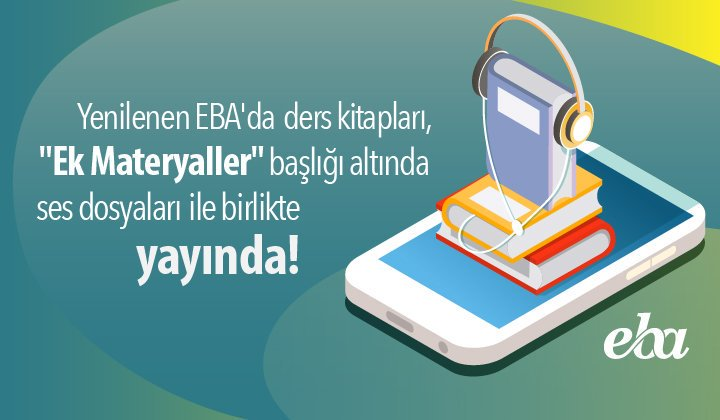 Yenilenen EBA'da ders kitapları,
"Ek Materyaller" başlığı altında
ses dosyaları ile birlikte
yayında!
eba